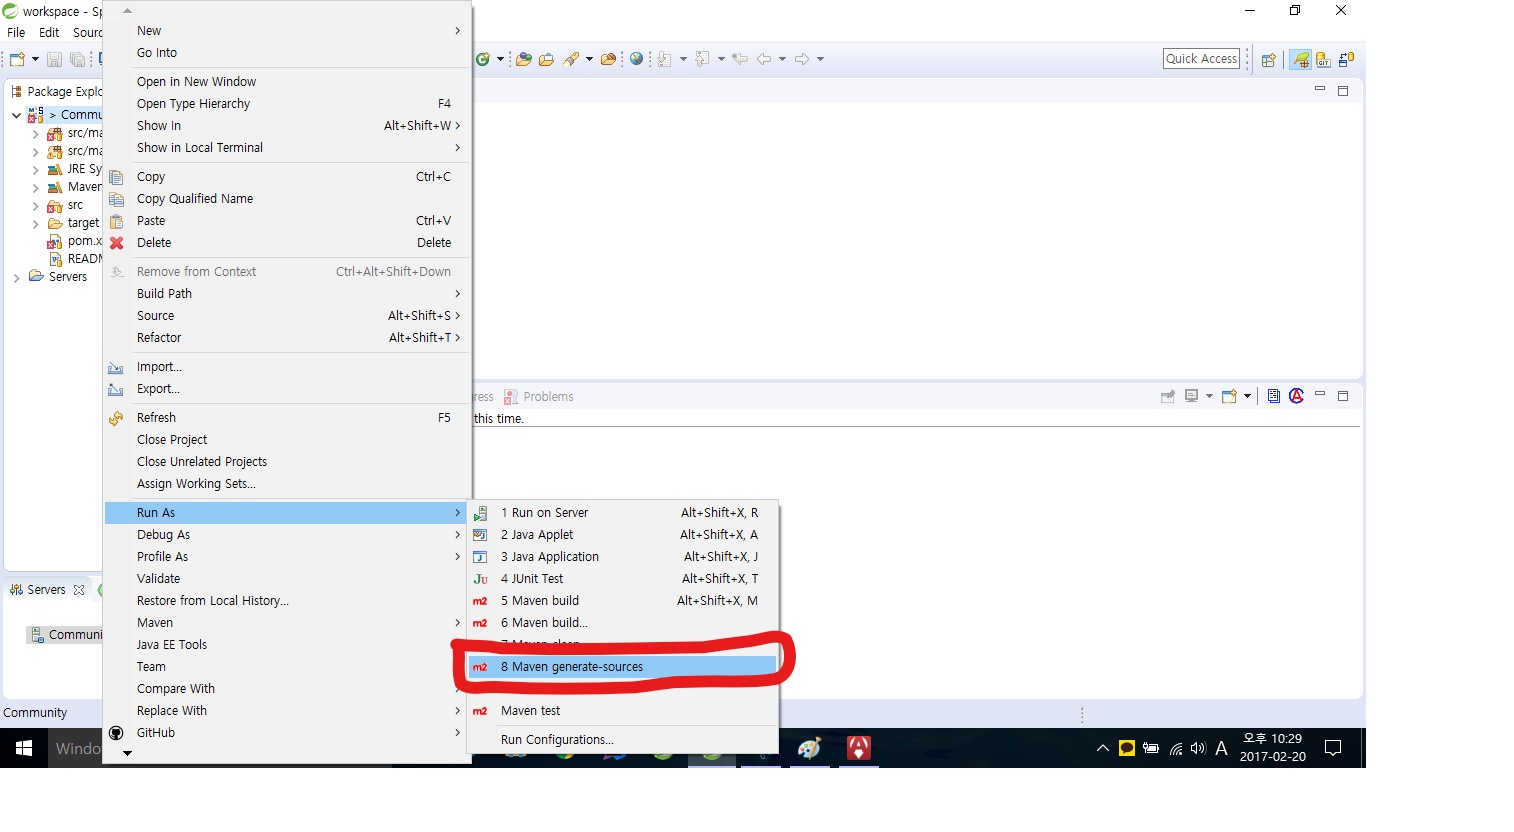 workspace - Sp
File Edit Sourc
Quick Access
Package Explo
> Commu
src/ma
src/ma
JRE Sy
Maven
src
target
pom.x
READM
Servers
New
Go Into
Open in New Window
Open Type Hierarchy F4
Show In Alt+Shift+W
Show in Local Terminal
Copy Ctrl+C
Copy Qualified Name
Paste Ctrl+V
Delete Delete
Remove from Context Ctrl+Alt+Shift+Down
Build Path
Source Alt+Shift+S
Refactor Alt+Shift+T
Import...
Export...
Refresh F5
Close Project
Close Unrelated Projects
Assign Working Sets...
Run As
Debug As
Profile As
Validate
Restore from Local History...
Maven
Java EE Tools
Team
Compare With
Replace With
GitHub
ress Problems
this time.
1 Run on Server Alt+Shift+X, R
2 Java Applet Alt+Shift+X, A
3 Java Application Alt+Shift+X, J
4 JUnit Test Alt+Shift+X, T
m2 5 Maven build Alt+Shift+X, M
m2 6 Maven build...
7 Maven clean
m2 8 Maven generate-sources
m2 Maven test
Run Configurations...
Servers
Communi
Community
Windo
A
오후 10:29
2017-02-20